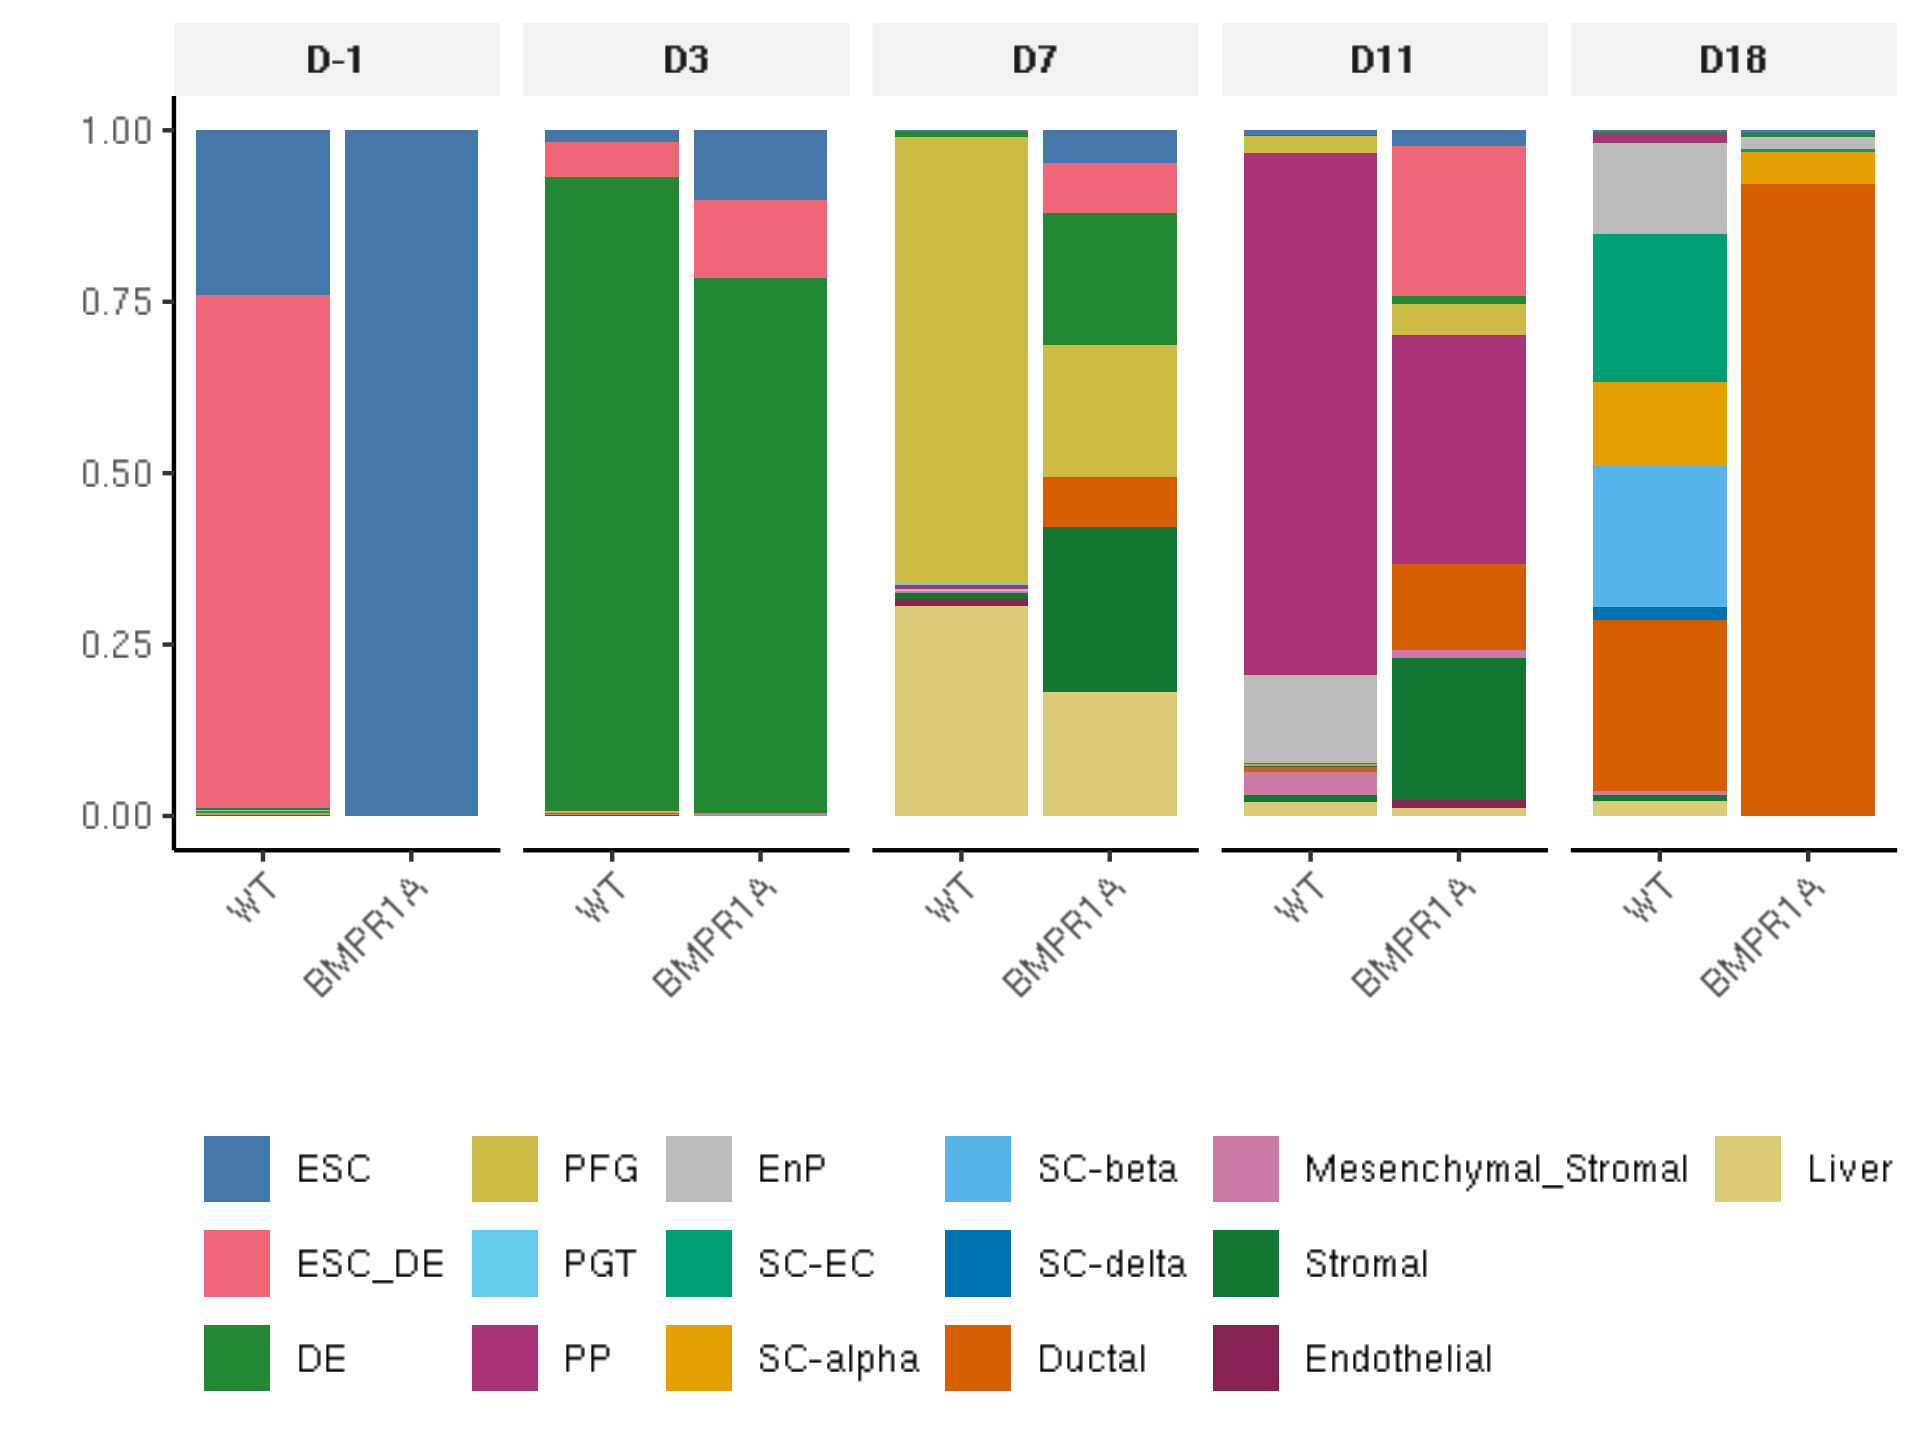 D-1 D3 D7 D11 D18
1.00
0.75
0.50
0.25
0.00
WT BMPR1A WT BMPR1A WT BMPR1A WT BMPR1A WT BMPR1A
ESC PFG EnP SC-beta Mesenchymal_Stromal Liver
ESC_DE PGT SC-EC SC-delta Stromal
DE PP SC-alpha Ductal Endothelial